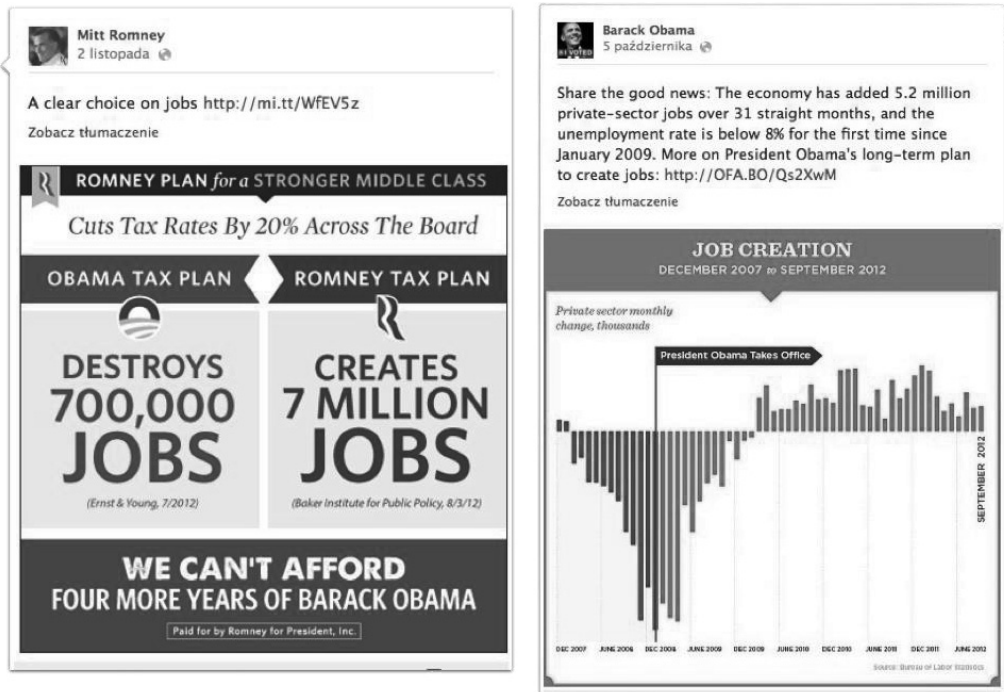 Mitt Romney
2 listopada
A clear choice on jobs http://mi.tt/WfEV5z
Zobacz tłumaczenie
ROMNEY PLAN for a STRONGER MIDDLE CLASS
Cuts Tax Rates By 20% Across The Board
OBAMA TAX PLAN
DESTROYS
700,000
JOBS
(Ernst & Young, 7/2012)
ROMNEY TAX PLAN
CREATES
7 MILLION
JOBS
(Baker Institute for Public Policy, 8/3/12)
WE CAN'T AFFORD
FOUR MORE YEARS OF BARACK OBAMA
Paid for by Romney for President, Inc.
Barack Obama
5 października
I VOTED
Share the good news: The economy has added 5.2 million
private-sector jobs over 31 straight months, and the
unemployment rate is below 8% for the first time since
January 2009. More on President Obama's long-term plan
to create jobs: http://OFA.BO/Qs2XwM
Zobacz tłumaczenie
JOB CREATION
DECEMBER 2007 to SEPTEMBER 2012
Private sector monthly
change, thousands
President Obama Takes Office
SEPTEMBER 2012
DEC 2007 JUNE 2008 DEC 2008 JUNE 2009 DEC 2009 JUNE 2010 DEC 2010 JUNE 2011 DEC 2011 JUNE 2012
Source: Bureau of Labor Statistics